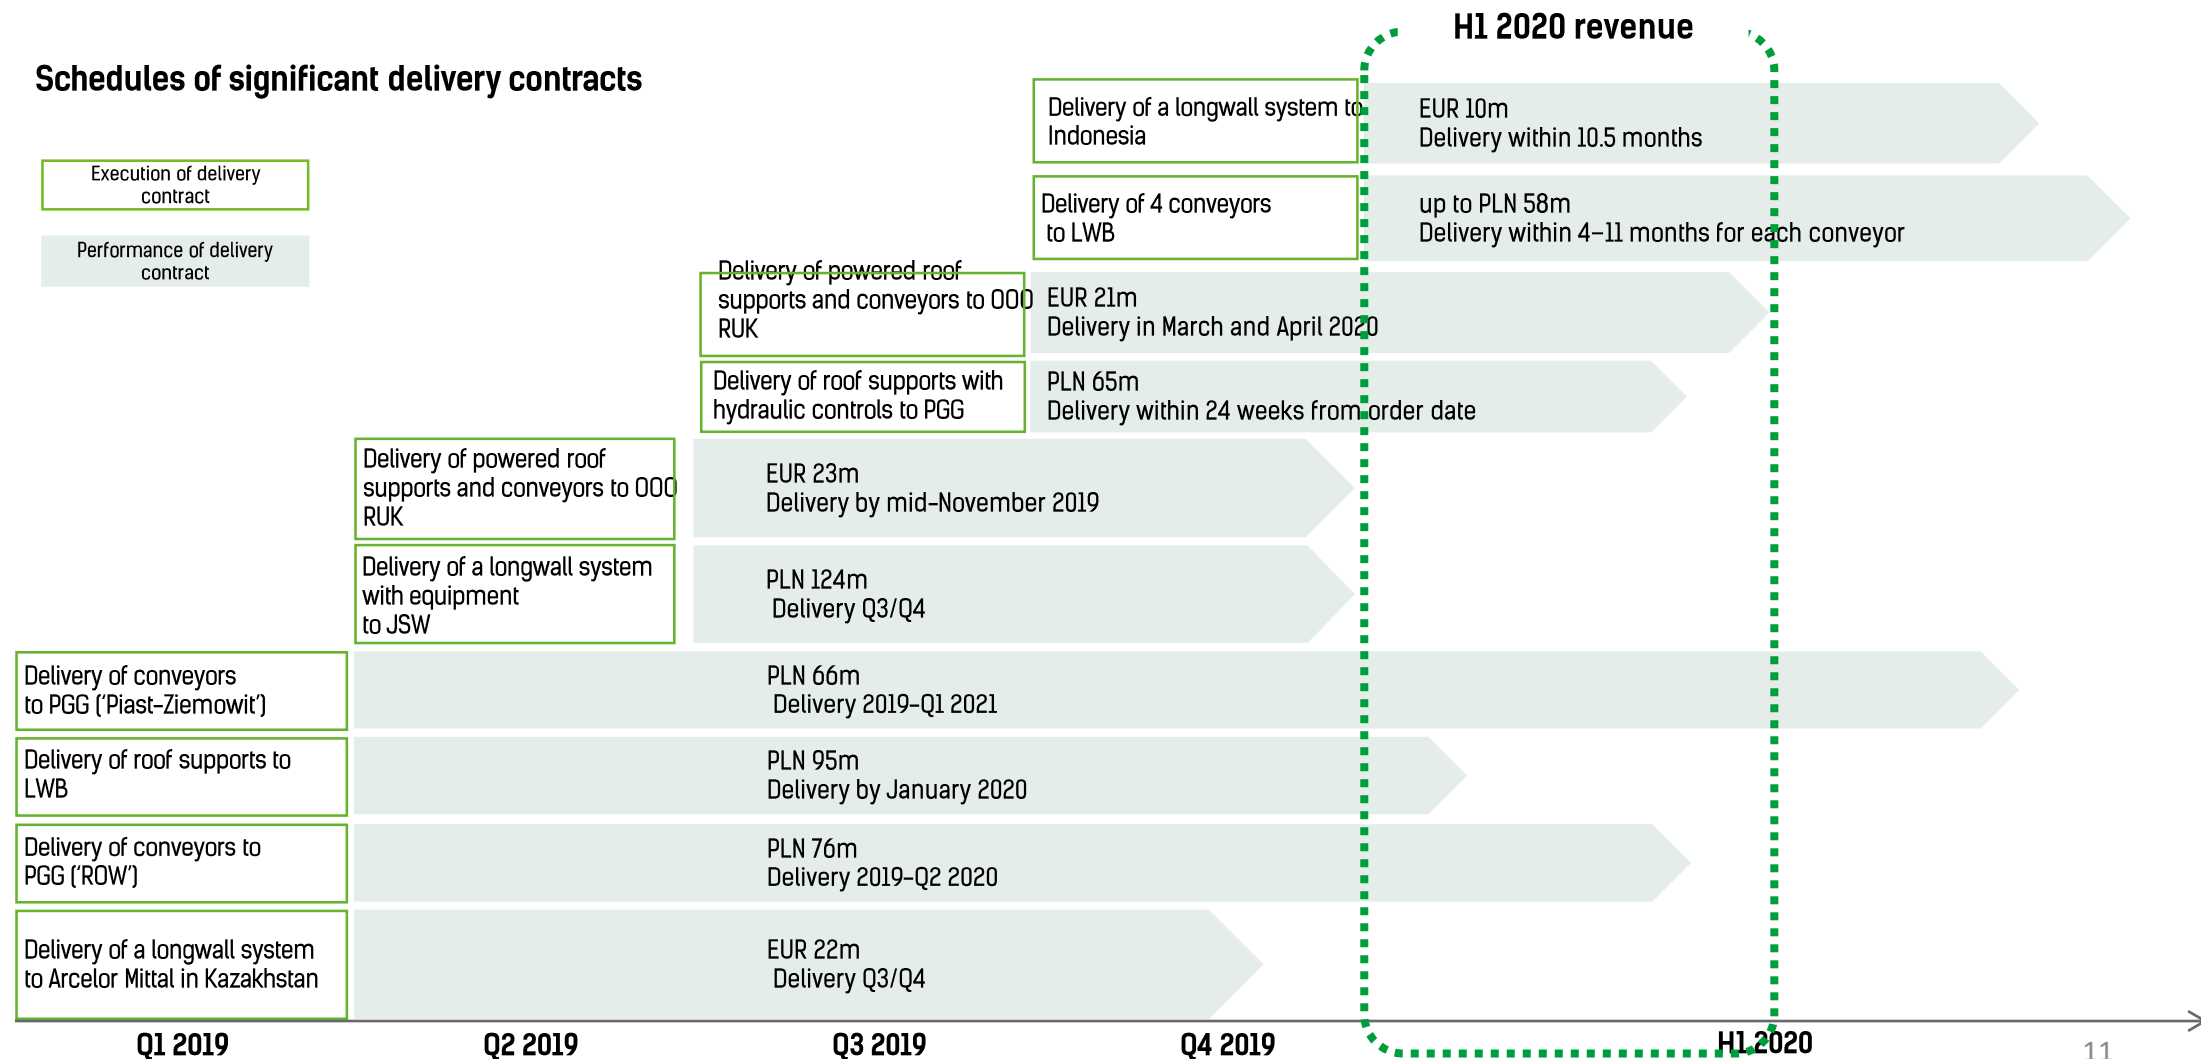 H1 2020 revenue
Schedules of significant delivery contracts
Execution of delivery
contract
Performance of delivery
contract
Delivery of a longwall system to
Indonesia
EUR 10m
Delivery within 10.5 months
Delivery of 4 conveyors
to LWB
up to PLN 58m
Delivery within 4–11 months for each conveyor
Delivery of powered roof
supports and conveyors to OOO
RUK
EUR 21m
Delivery in March and April 2020
Delivery of roof supports with
hydraulic controls to PGG
PLN 65m
Delivery within 24 weeks from order date
Delivery of powered roof
supports and conveyors to OOO
RUK
EUR 23m
Delivery by mid-November 2019
Delivery of a longwall system
with equipment
to JSW
PLN 124m
Delivery Q3/Q4
Delivery of conveyors
to PGG ('Piast-Ziemowit')
PLN 66m
Delivery 2019-Q1 2021
Delivery of roof supports to
LWB
PLN 95m
Delivery by January 2020
Delivery of conveyors to
PGG ('ROW')
PLN 76m
Delivery 2019-Q2 2020
Delivery of a longwall system
to Arcelor Mittal in Kazakhstan
EUR 22m
Delivery Q3/Q4
Q1 2019
Q2 2019
Q3 2019
Q4 2019
H1 2020
11